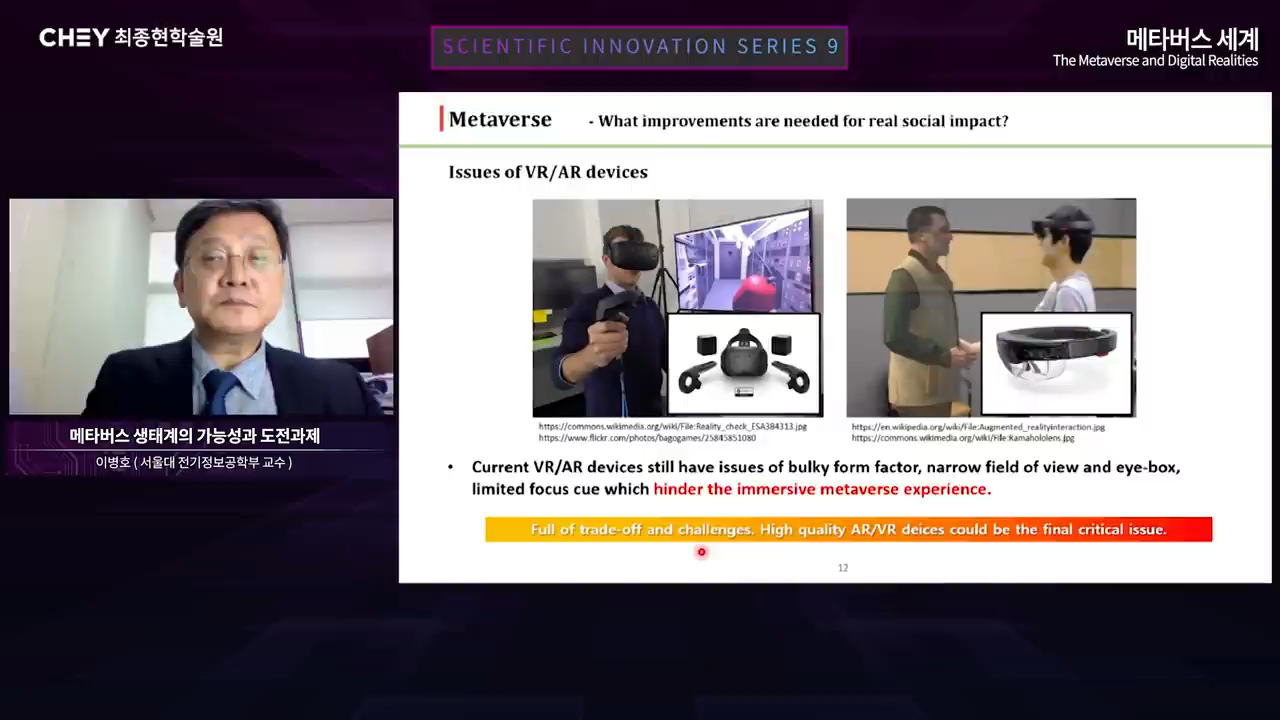 CHEY 최종현학술원
SCIENTIFIC INNOVATION SERIES 9
메타버스 세계
The Metaverse and Digital Realities
Metaverse - What improvements are needed for real social impact?
Issues of VR/AR devices
https://commons.wikimedia.org/wiki/File:Reality_check_ESA384313.jpg
https://www.flickr.com/photos/bagogames/25845851080
https://en.wikipedia.org/wiki/File:Augmented_realityinteraction.jpg
https://commons.wikimedia.org/wiki/File:Ramahololens.jpg
• Current VR/AR devices still have issues of bulky form factor, narrow field of view and eye-box,
limited focus cue which hinder the immersive metaverse experience.
Full of trade-off and challenges. High quality AR/VR deices could be the final critical issue.
12
메타버스 생태계의 가능성과 도전과제
이병호 ( 서울대 전기정보공학부 교수 )